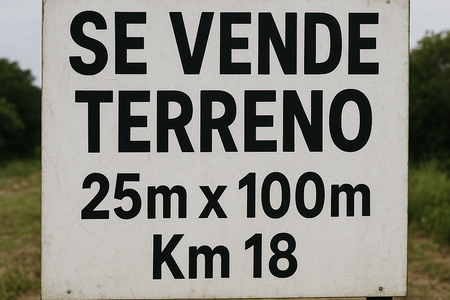 SE VENDE
TERRENO
25m x 100m
Km 18